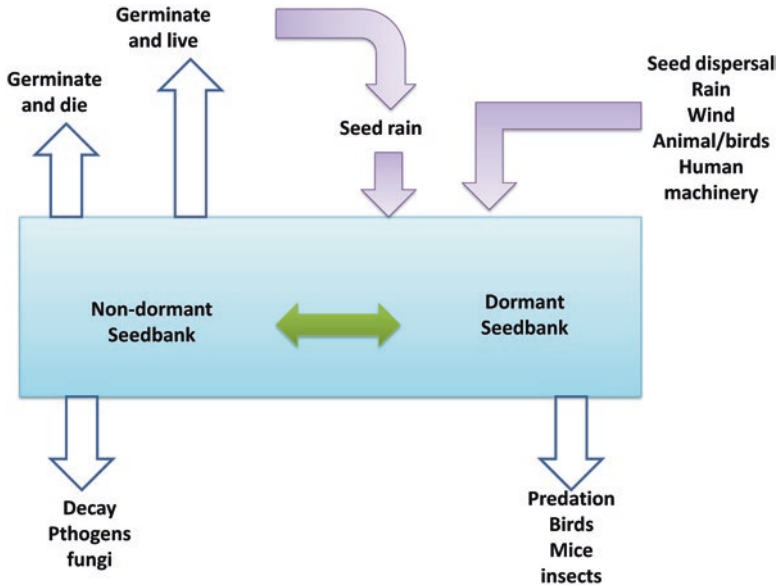 Germinate
and live
Germinate
and die
Seed rain
Seed dispersal
Rain
Wind
Animal/birds
Human
machinery
Non-dormant
Seedbank
Dormant
Seedbank
Decay
Pthogens
fungi
Predation
Birds
Mice
insects